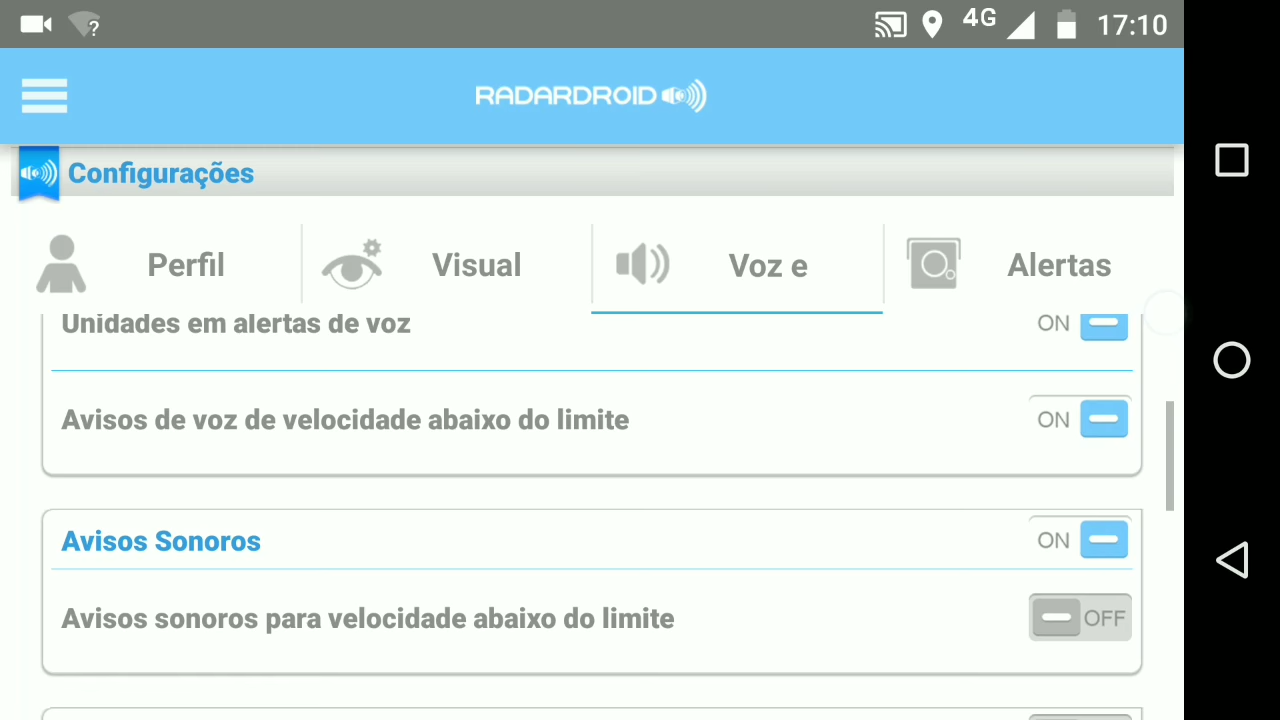 ? 4G 17:10
RADARDROID
Configurações
Perfil Visual Voz e Alertas
Unidades em alertas de voz ON
Avisos de voz de velocidade abaixo do limite ON
Avisos Sonoros ON
Avisos sonoros para velocidade abaixo do limite OFF